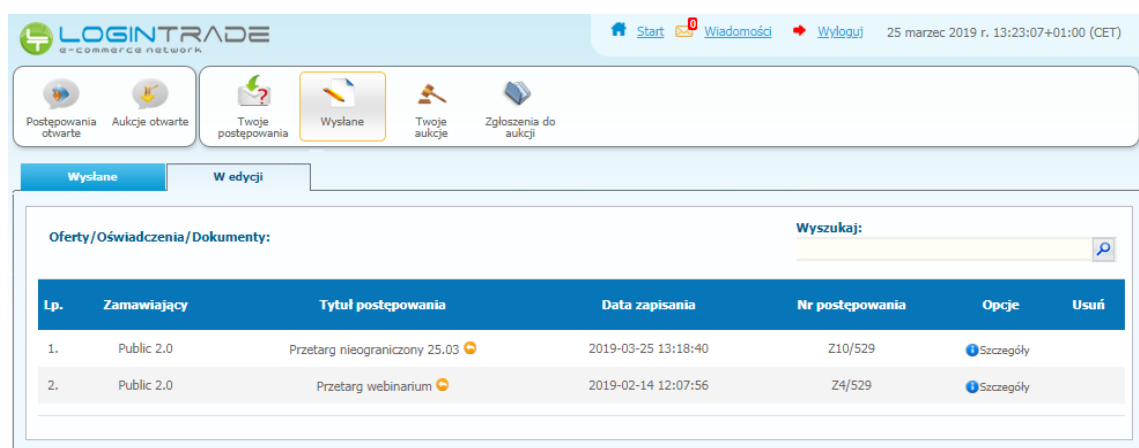 LOGINTRADE
e-commerce network
Start 0 Wiadomości Wyloguj 25 marzec 2019 r. 13:23:07+01:00 (CET)
Postępowania otwarte
Aukcje otwarte
Twoje postępowania
Wysłane
Twoje aukcje
Zgłoszenia do aukcji
Wysłane W edycji
Oferty/Oświadczenia/Dokumenty:
Wyszukaj:
Lp. Zamawiający Tytuł postępowania Data zapisania Nr postępowania Opcje Usuń
1. Public 2.0 Przetarg nieograniczony 25.03 2019-03-25 13:18:40 Z10/529 Szczegóły
2. Public 2.0 Przetarg webinarium 2019-02-14 12:07:56 Z4/529 Szczegóły